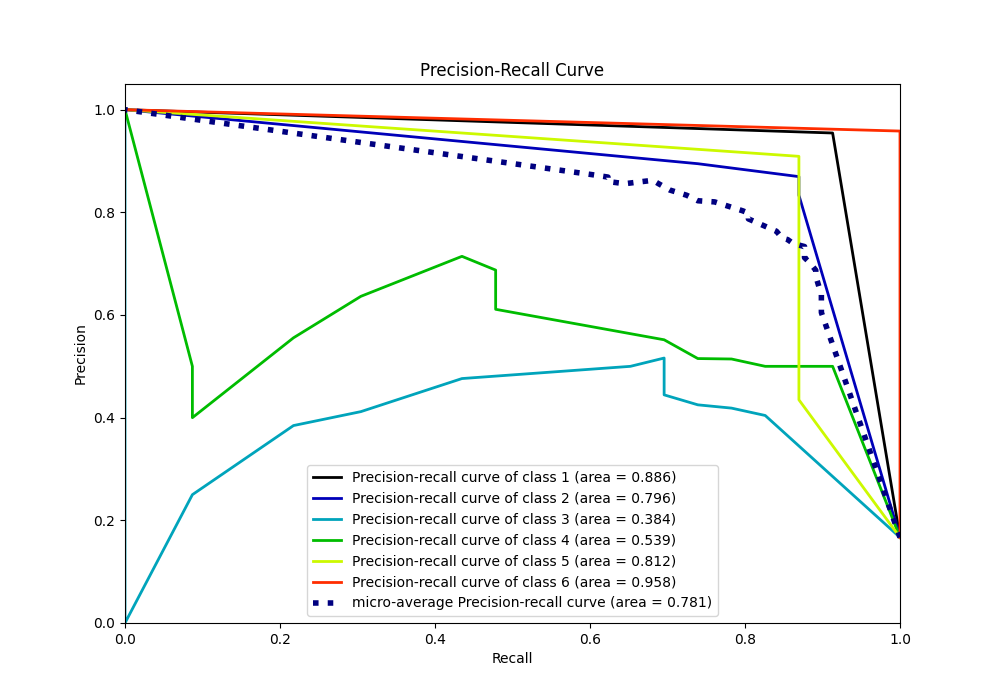 Precision-Recall Curve
1.0
0.8
0.6
0.4
0.2
0.0
Precision
0.0 0.2 0.4 0.6 0.8 1.0
Recall
Precision-recall curve of class 1 (area = 0.886)
Precision-recall curve of class 2 (area = 0.796)
Precision-recall curve of class 3 (area = 0.384)
Precision-recall curve of class 4 (area = 0.539)
Precision-recall curve of class 5 (area = 0.812)
Precision-recall curve of class 6 (area = 0.958)
micro-average Precision-recall curve (area = 0.781)